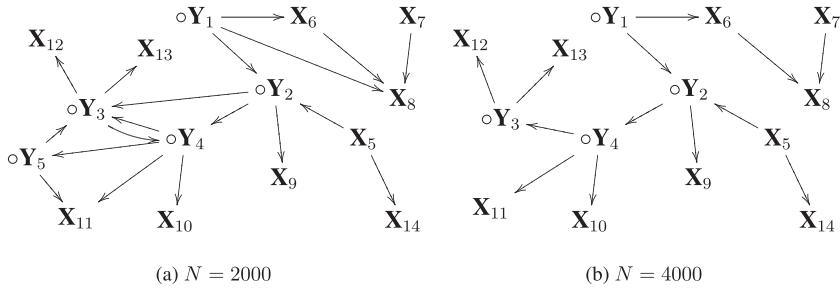 Y1 X6 X7 Y1 X6 X7
X12 X13 X12 X13
Y2 X8 Y2 X8
Y3 Y3
Y4 X5 Y4 X5
Y5
X9 X9
X11 X10 X14 X11 X10 X14
(a) N = 2000 (b) N = 4000